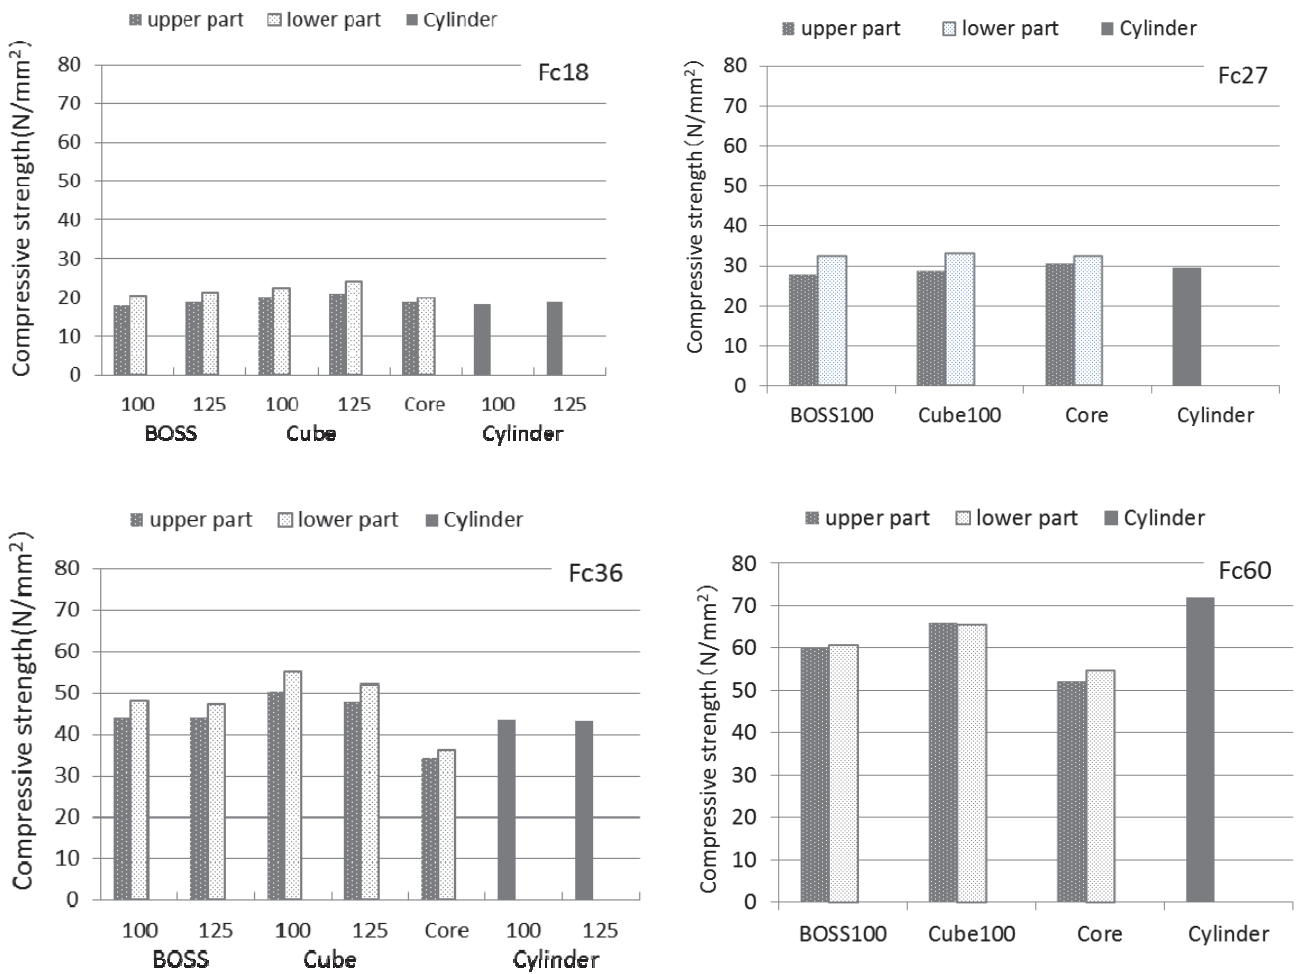 upper part lower part Cylinder
Fc18
Compressive strength(N/mm²)
80
70
60
50
40
30
20
10
0
100 125 100 125 Core 100 125
BOSS Cube Cylinder
upper part lower part Cylinder
Fc27
Compressive strength(N/mm²)
80
70
60
50
40
30
20
10
0
BOSS100 Cube100 Core Cylinder
upper part lower part Cylinder
Fc36
Compressive strength(N/mm²)
80
70
60
50
40
30
20
10
0
100 125 100 125 Core 100 125
BOSS Cube Cylinder
upper part lower part Cylinder
Fc60
Compressive strength(N/mm²)
80
70
60
50
40
30
20
10
0
BOSS100 Cube100 Core Cylinder